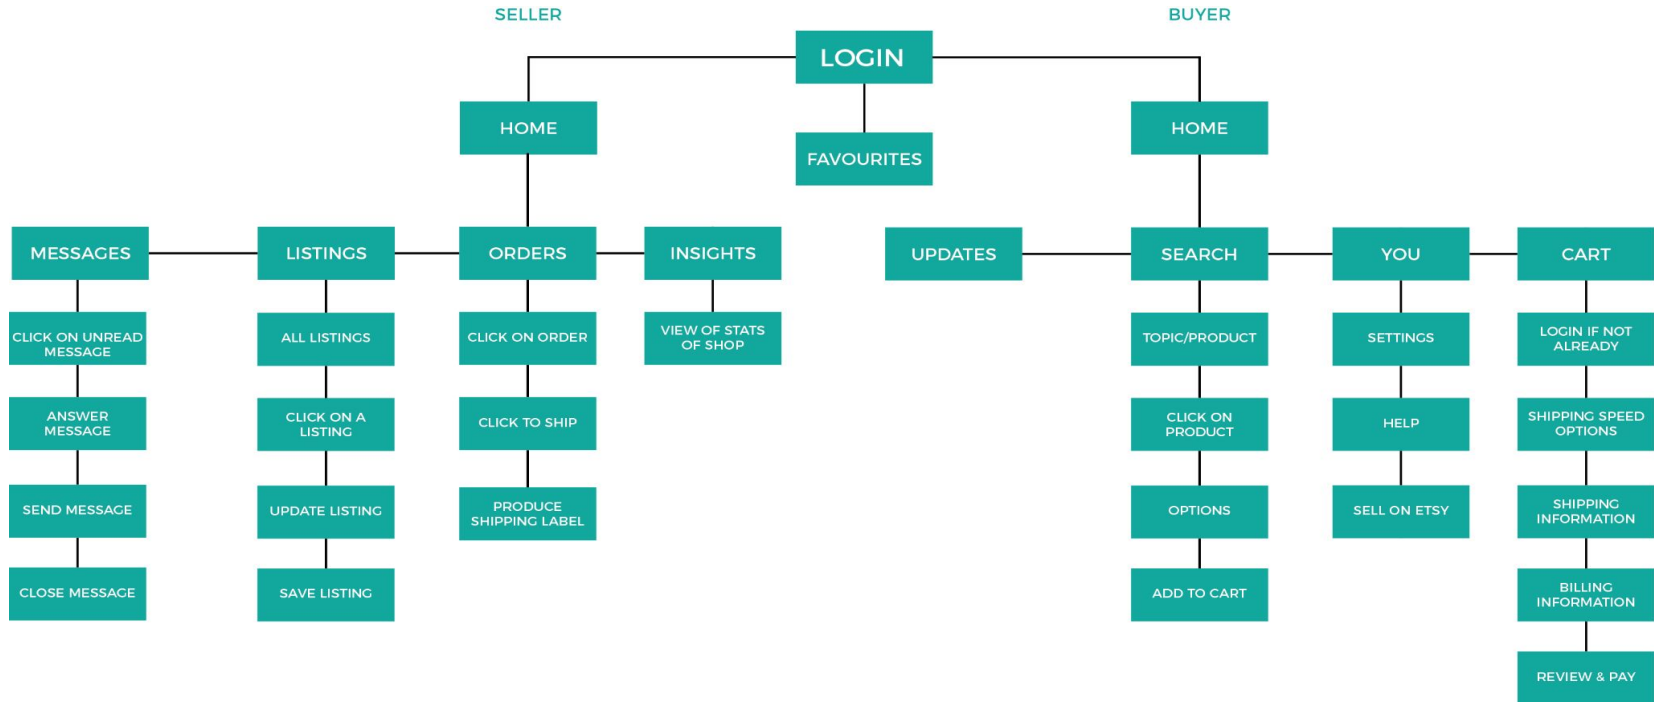 SELLER
BUYER
LOGIN
HOME
HOME
FAVOURITES
MESSAGES
LISTINGS
ORDERS
INSIGHTS
UPDATES
SEARCH
YOU
CART
CLICK ON UNREAD
MESSAGE
ALL LISTINGS
CLICK ON ORDER
VIEW OF STATS
OF SHOP
TOPIC/PRODUCT
SETTINGS
LOGIN IF NOT
ALREADY
ANSWER
MESSAGE
CLICK ON A
LISTING
CLICK TO SHIP
CLICK ON
PRODUCT
HELP
SHIPPING SPEED
OPTIONS
SEND MESSAGE
UPDATE LISTING
PRODUCE
SHIPPING LABEL
OPTIONS
SELL ON ETSY
SHIPPING
INFORMATION
CLOSE MESSAGE
SAVE LISTING
ADD TO CART
BILLING
INFORMATION
REVIEW & PAY